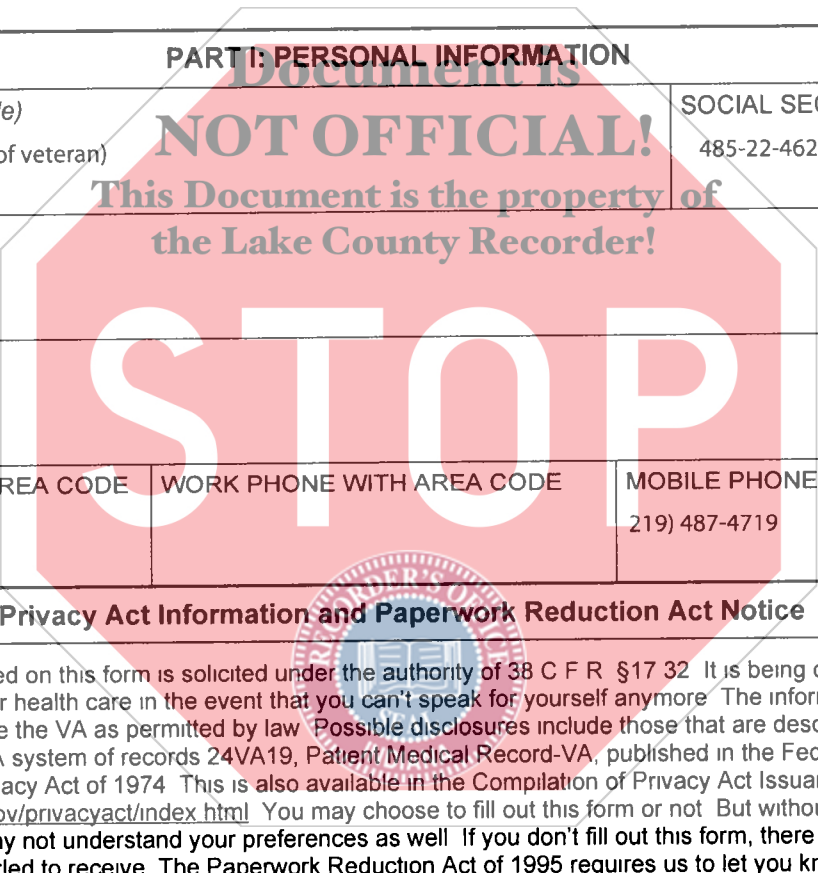 PART I: PERSONAL INFORMATION
Document is
le)
SOCIAL SEC
NOT OFFICIAL!
of veteran)
485-22-462
This Document is the property of
the Lake County Recorder!
STOP
REA CODE
WORK PHONE WITH AREA CODE
MOBILE PHONE
219) 487-4719
RECORDER'S OFFICE
Privacy Act Information and Paperwork Reduction Act Notice
ed on this form is solicited under the authority of 38 C F R §17 32 It is being c
r health care in the event that you can't speak for yourself anymore The inform
e the VA as permitted by law Possible disclosures include those that are desc
A system of records 24VA19, Patient Medical Record-VA, published in the Fed
acy Act of 1974 This is also available in the Compilation of Privacy Act Issuan
ov/privacyact/index html You may choose to fill out this form or not But withou
ay not understand your preferences as well If you don't fill out this form, there
tled to receive The Paperwork Reduction Act of 1995 requires us to let you kn